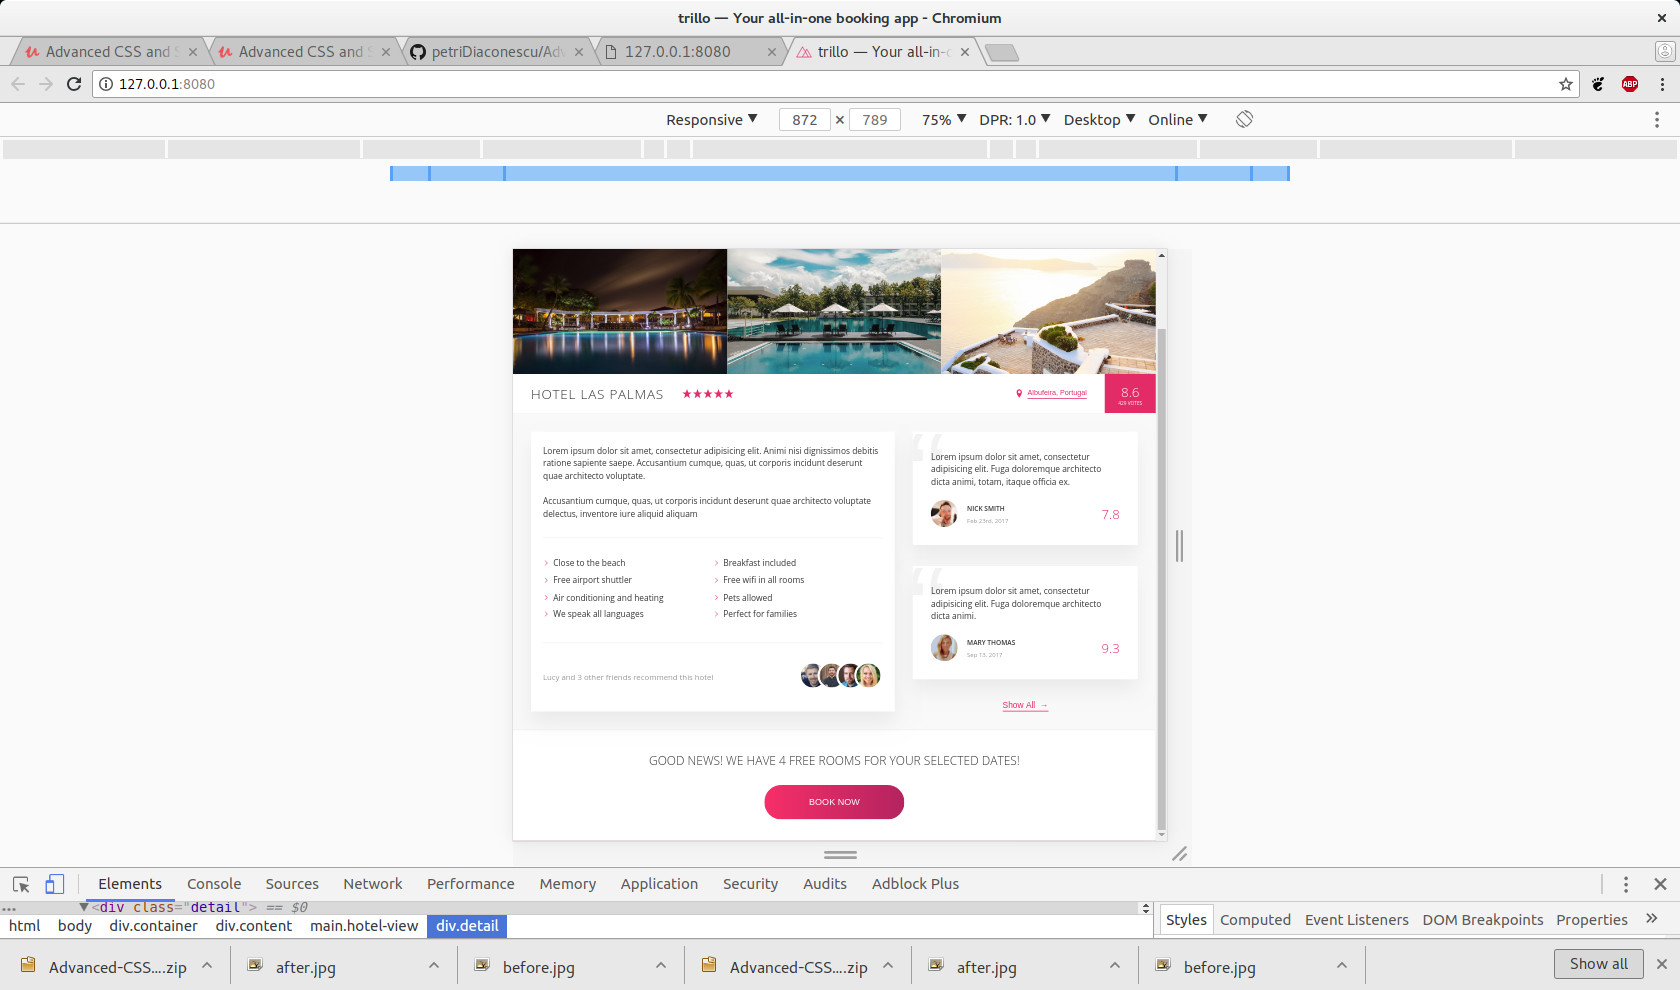 trillo — Your all-in-one booking app - Chromium
Advanced CSS and S
Advanced CSS and S
petriDiaconescu/Adv
127.0.0.1:8080
trillo — Your all-in-o
127.0.0.1:8080
ABP
Responsive 872 × 789 75% DPR: 1.0 Desktop Online
HOTEL LAS PALMAS
Albufeira, Portugal
8.6
429 VOTES
Lorem ipsum dolor sit amet, consectetur adipisicing elit. Animi nisi dignissimos debitis
ratione sapiente saepe. Accusantium cumque, quas, ut corporis incidunt deserunt
quae architecto voluptate.
Accusantium cumque, quas, ut corporis incidunt deserunt quae architecto voluptate
delectus, inventore iure aliquid aliquam
Close to the beach
Breakfast included
Free airport shuttler
Free wifi in all rooms
Air conditioning and heating
Pets allowed
We speak all languages
Perfect for families
Lucy and 3 other friends recommend this hotel
Lorem ipsum dolor sit amet, consectetur
adipisicing elit. Fuga doloremque architecto
dicta animi, totam, itaque officia ex.
NICK SMITH
Feb 23rd, 2017
7.8
Lorem ipsum dolor sit amet, consectetur
adipisicing elit. Fuga doloremque architecto
dicta animi.
MARY THOMAS
Sep 13, 2017
9.3
Show All →
GOOD NEWS! WE HAVE 4 FREE ROOMS FOR YOUR SELECTED DATES!
BOOK NOW
Elements Console Sources Network Performance Memory Application Security Audits Adblock Plus
... <div class="detail"> == $0
html body div.container div.content main.hotel-view div.detail
Styles Computed Event Listeners DOM Breakpoints Properties »
Advanced-CSS....zip
after.jpg
before.jpg
Advanced-CSS....zip
after.jpg
before.jpg
Show all